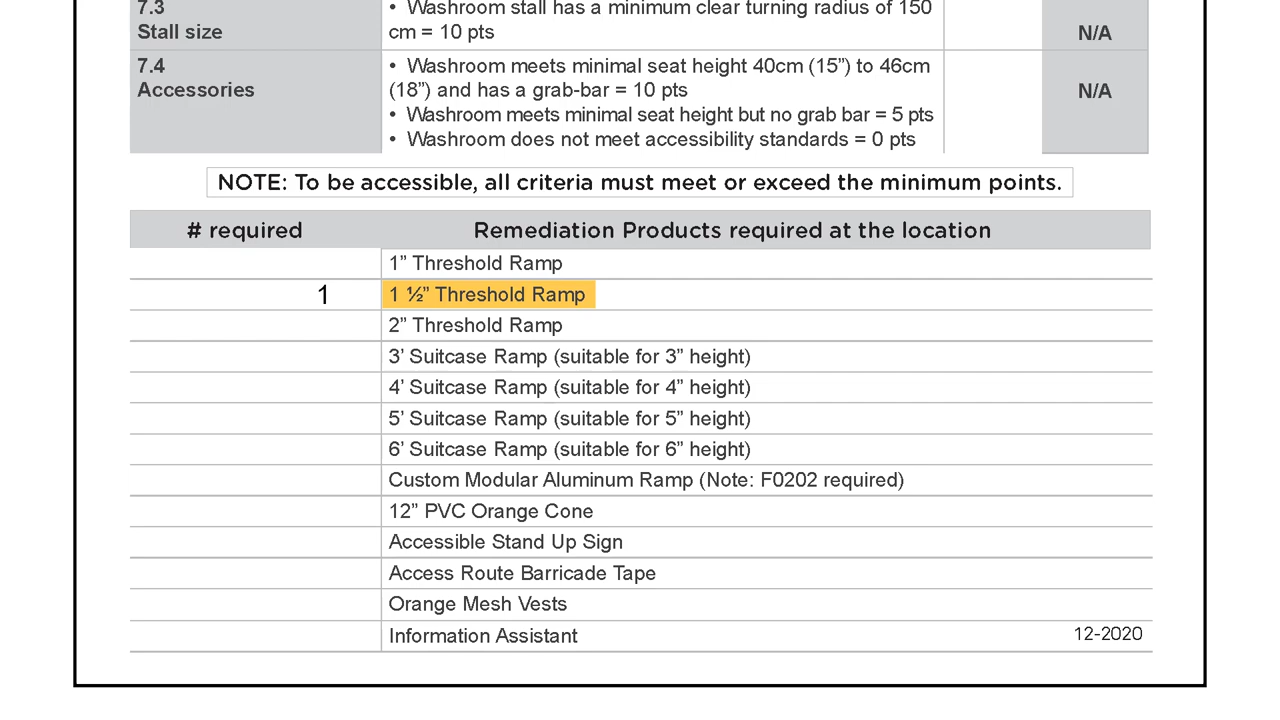 7.3
Stall size
• Washroom stall has a minimum clear turning radius of 150
cm = 10 pts
N/A
7.4
Accessories
• Washroom meets minimal seat height 40cm (15”) to 46cm
(18”) and has a grab-bar = 10 pts
• Washroom meets minimal seat height but no grab bar = 5 pts
• Washroom does not meet accessibility standards = 0 pts
N/A
NOTE: To be accessible, all criteria must meet or exceed the minimum points.
# required Remediation Products required at the location
1” Threshold Ramp
1 1 ½” Threshold Ramp
2” Threshold Ramp
3’ Suitcase Ramp (suitable for 3” height)
4’ Suitcase Ramp (suitable for 4” height)
5’ Suitcase Ramp (suitable for 5” height)
6’ Suitcase Ramp (suitable for 6” height)
Custom Modular Aluminum Ramp (Note: F0202 required)
12” PVC Orange Cone
Accessible Stand Up Sign
Access Route Barricade Tape
Orange Mesh Vests
Information Assistant
12-2020